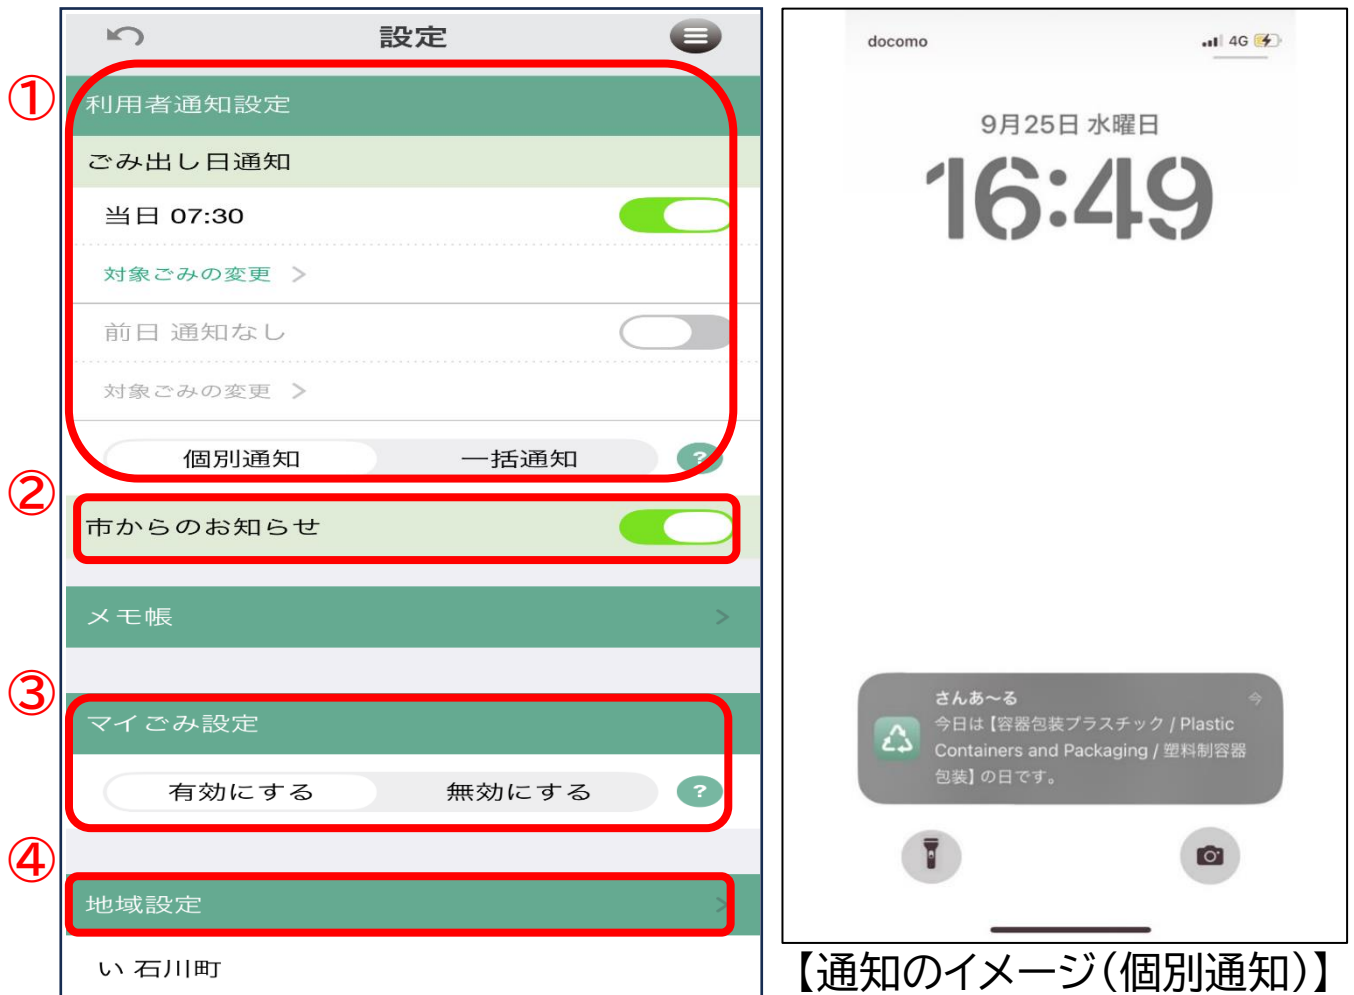 設定
①
利用者通知設定
ごみ出し日通知
当日 07:30
対象ごみの変更 >
前日 通知なし
対象ごみの変更 >
個別通知 一括通知 ?
②
市からのお知らせ
メモ帳 >
③
マイごみ設定
有効にする 無効にする ?
④
地域設定 >
い 石川町
docomo 4G
9月25日 水曜日
16:49
さんあ~る 今
今日は【容器包装プラスチック / Plastic
Containers and Packaging / 塑料制容器
包装】の日です。
【通知のイメージ(個別通知)】